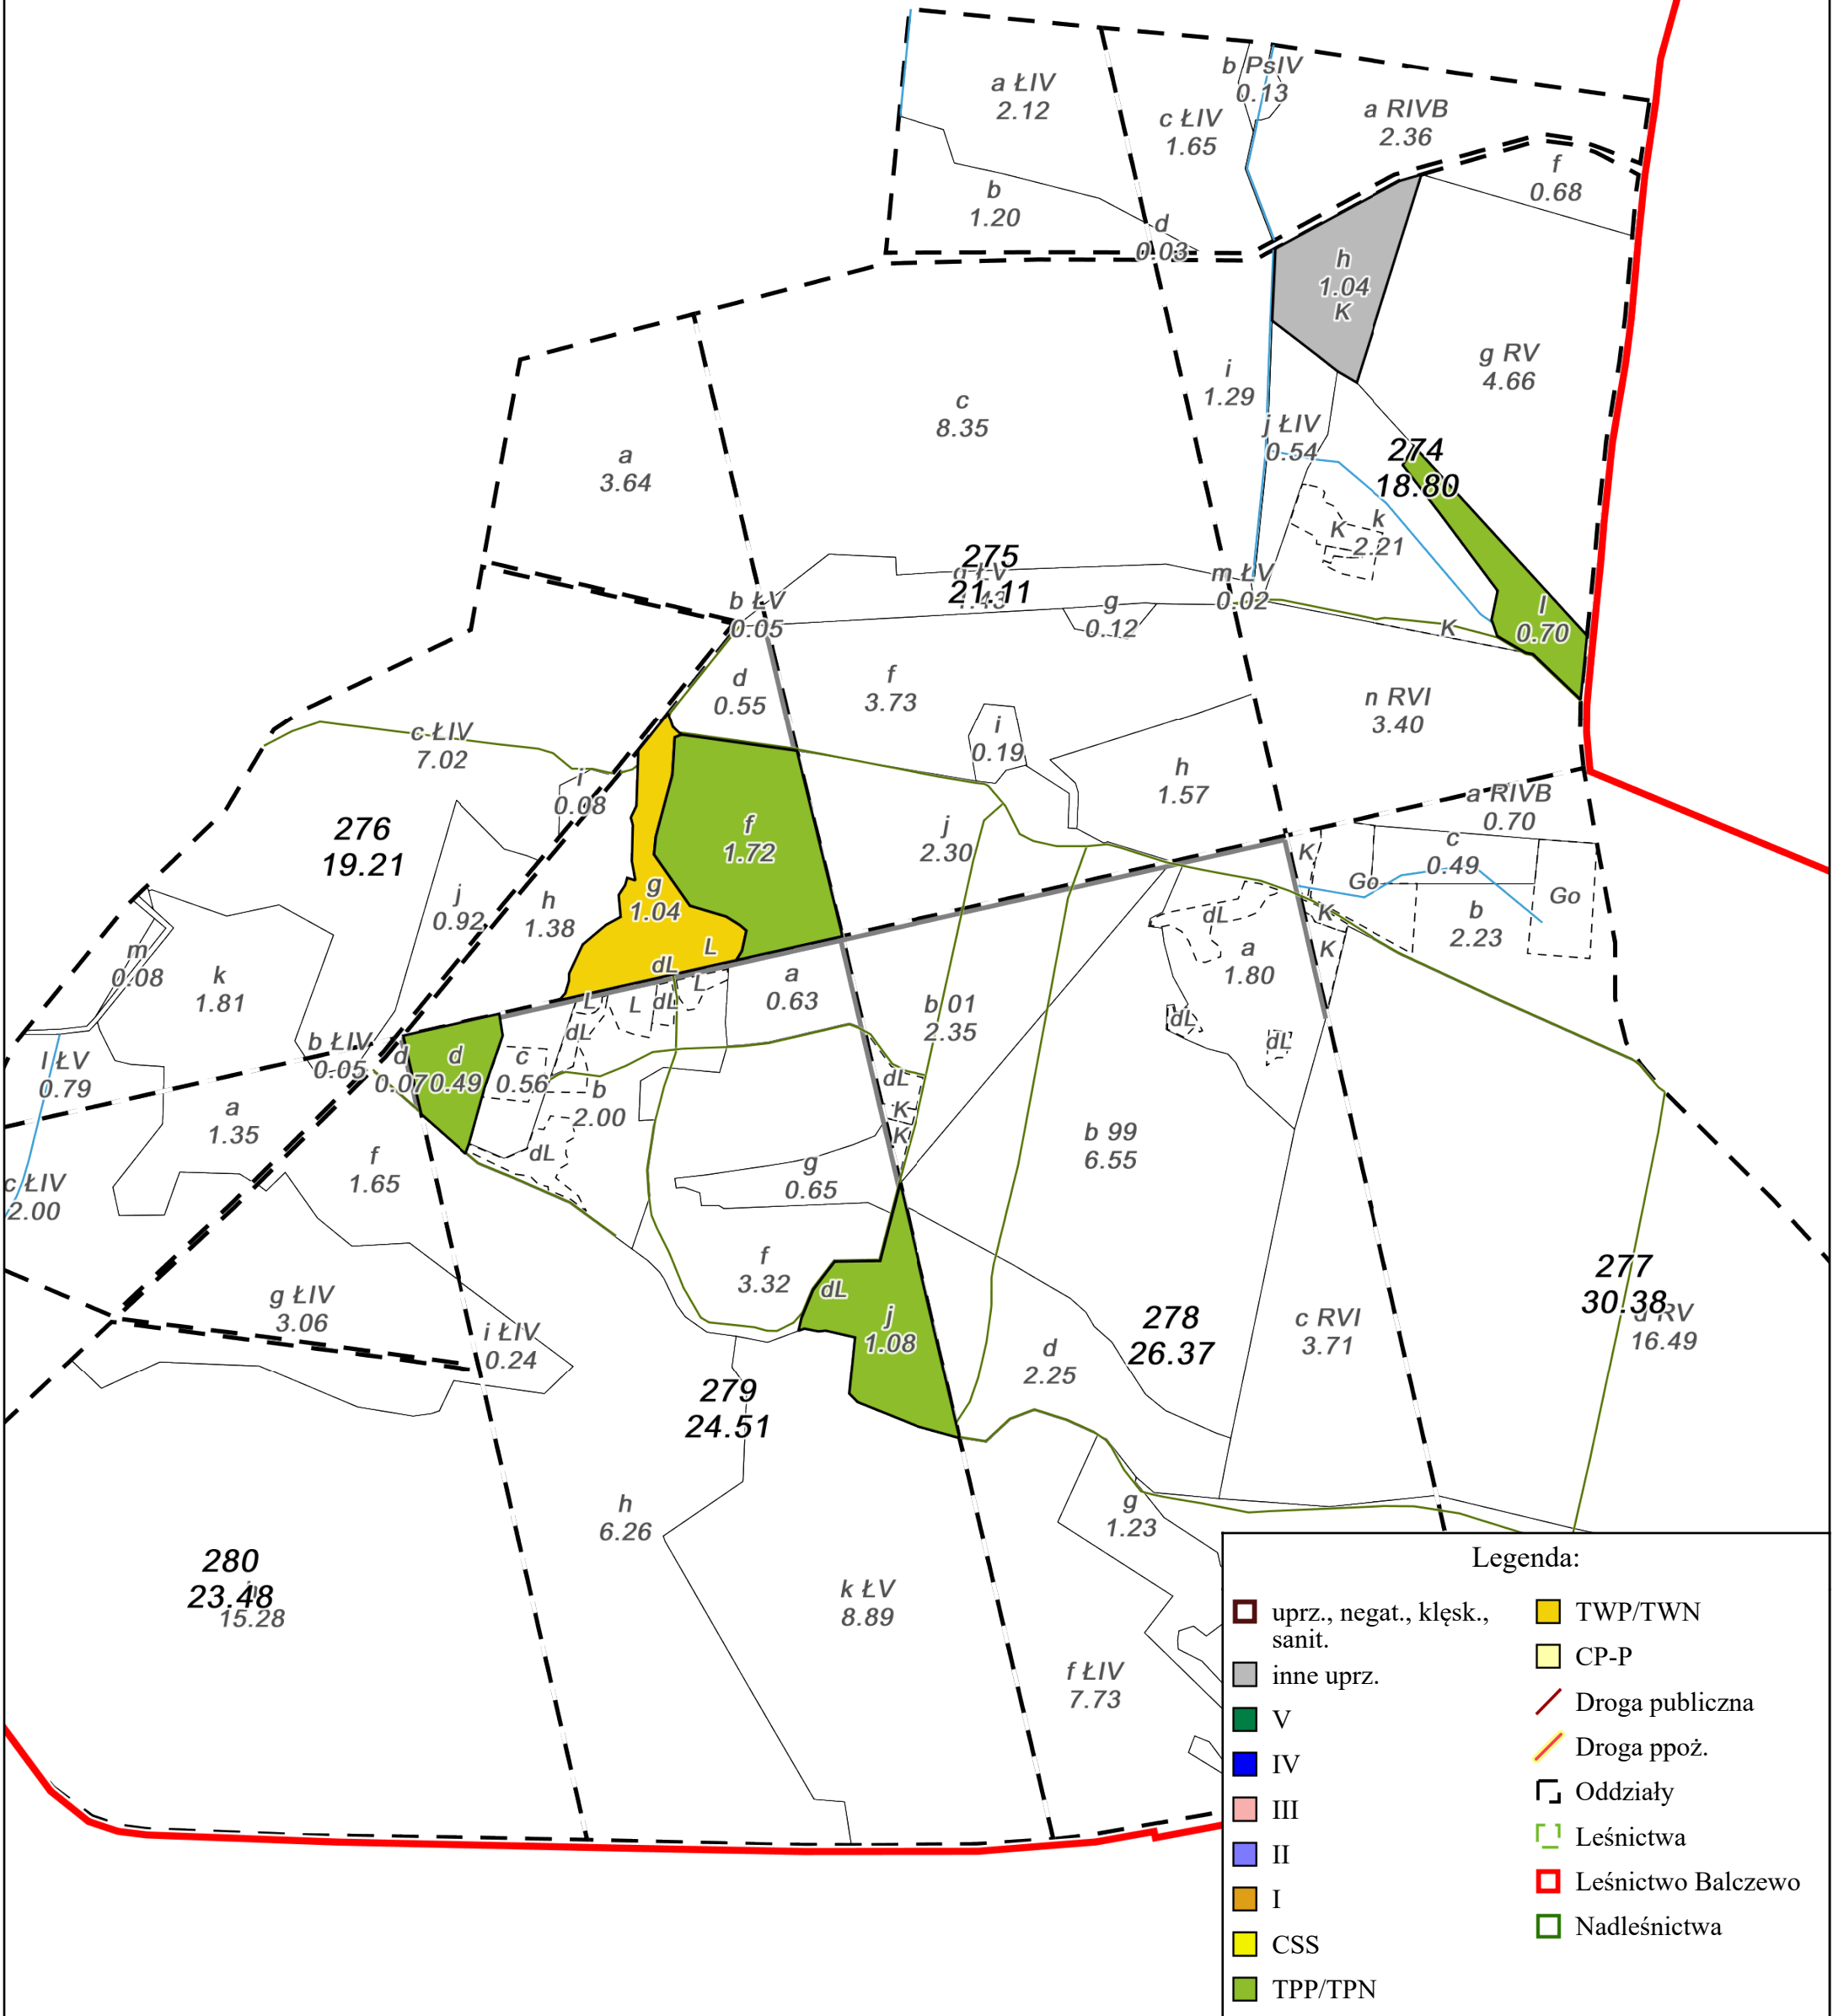 a ŁIV
2.12
b PsIV
0.13
c ŁIV
1.65
a RIVB
2.36
f
0.68
b
1.20
d
0.03
h
1.04
K
g RV
4.66
i
1.29
c
8.35
a
3.64
j ŁIV
0.54
274
18.80
K
k
2.21
275
21.11
m ŁV
0.02
b ŁV
0.05
g
0.12
l
0.70
K
d
0.55
f
3.73
n RVI
3.40
c ŁIV
7.02
i
0.19
h
1.57
i
0.08
a RIVB
0.70
276
19.21
f
1.72
j
2.30
K
c
0.49
Go
Go
j
0.92
h
1.38
g
1.04
L
dL
K
b
2.23
dL
K
a
1.80
m
0.08
k
1.81
dL
L
a
0.63
L
L
dL
b 01
2.35
dL
dL
dL
b ŁIV
0.05
l ŁV
0.79
d
0.07
d
0.49
c
0.56
b
2.00
dL
K
K
a
1.35
dL
b 99
6.55
f
1.65
g
0.65
c ŁIV
2.00
f
3.32
dL
j
1.08
277
30.38
d RV
16.49
g ŁIV
3.06
i ŁIV
0.24
278
26.37
c RVI
3.71
d
2.25
279
24.51
h
6.26
g
1.23
280
23.48
15.28
k ŁV
8.89
f ŁIV
7.73
Legenda:
uprz., negat., klęsk.,
sanit.
inne uprz.
V
IV
III
II
I
CSS
TPP/TPN
TWP/TWN
CP-P
Droga publiczna
Droga ppoż.
Oddziały
Leśnictwa
Leśnictwo Balczewo
Nadleśnictwa